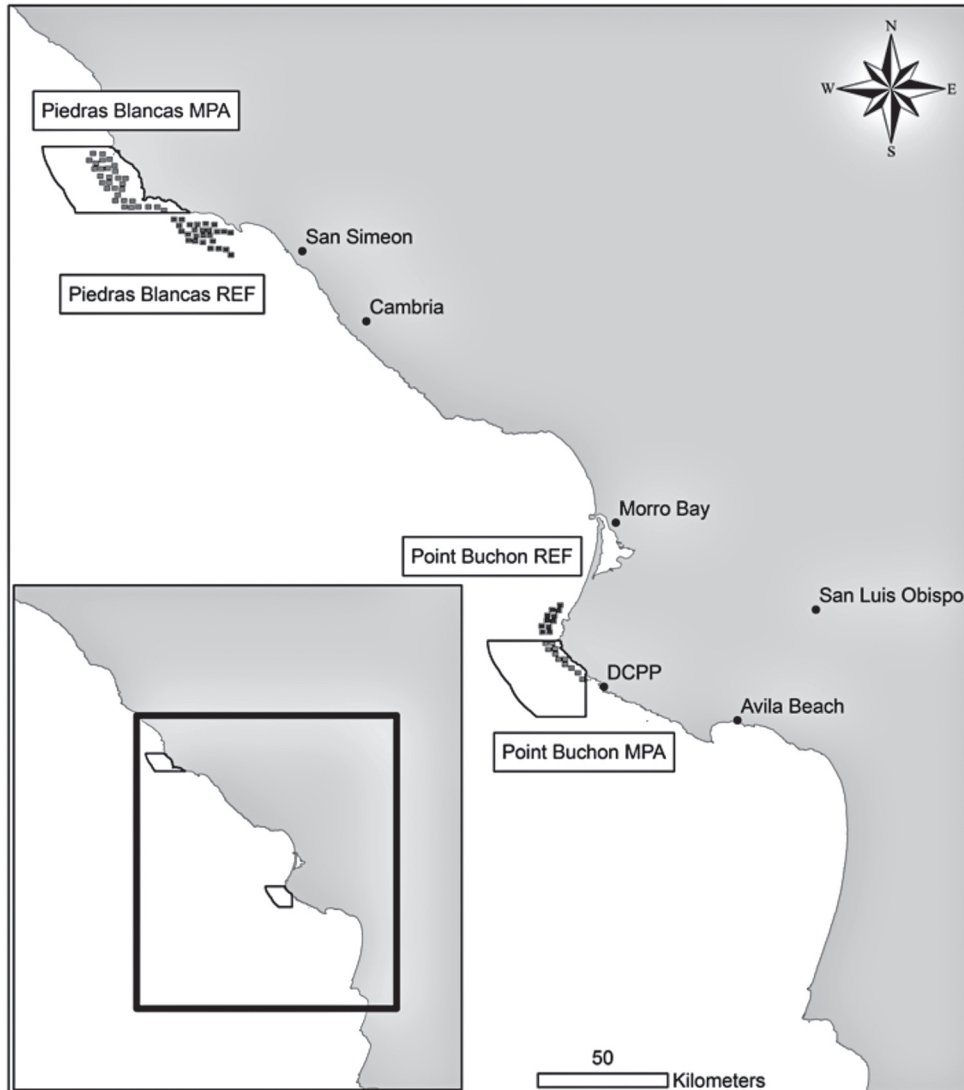 N
W
E
S
Piedras Blancas MPA
San Simeon
Piedras Blancas REF
Cambria
Morro Bay
Point Buchon REF
San Luis Obispo
DCPP
Avila Beach
Point Buchon MPA
50
Kilometers